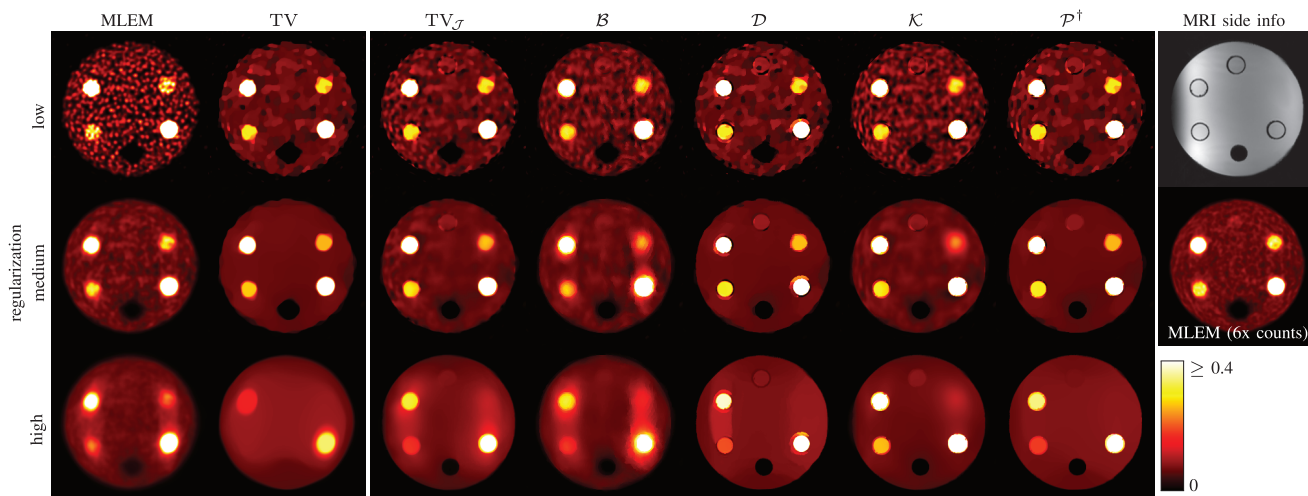 MLEM TV TV𝒥 ℬ 𝒟 𝒦 𝒫† MRI side info
low
regularization
medium
MLEM (6x counts)
≥ 0.4
high
0